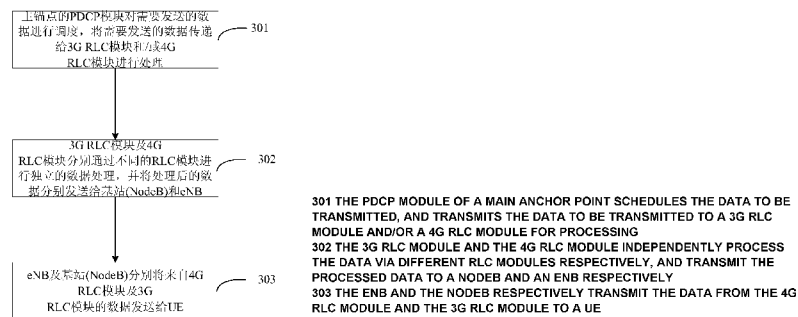 主锚点的PDCP模块对需要发送的数
据进行调度，将需要发送的数据传递
给3G RLC模块和/或4G
RLC模块进行处理
301
3G RLC模块及4G
RLC模块分别通过不同的RLC模块进
行独立的数据处理，并将处理后的数
据分别发送给基站(NodeB)和eNB
302
eNB及基站(NodeB)分别将来自4G
RLC模块及3G
RLC模块的数据发送给UE
303
301 THE PDCP MODULE OF A MAIN ANCHOR POINT SCHEDULES THE DATA TO BE
TRANSMITTED, AND TRANSMITS THE DATA TO BE TRANSMITTED TO A 3G RLC
MODULE AND/OR A 4G RLC MODULE FOR PROCESSING
302 THE 3G RLC MODULE AND THE 4G RLC MODULE INDEPENDENTLY PROCESS
THE DATA VIA DIFFERENT RLC MODULES RESPECTIVELY, AND TRANSMIT THE
PROCESSED DATA TO A NODEB AND AN ENB RESPECTIVELY
303 THE ENB AND THE NODEB RESPECTIVELY TRANSMIT THE DATA FROM THE 4G
RLC MODULE AND THE 3G RLC MODULE TO A UE